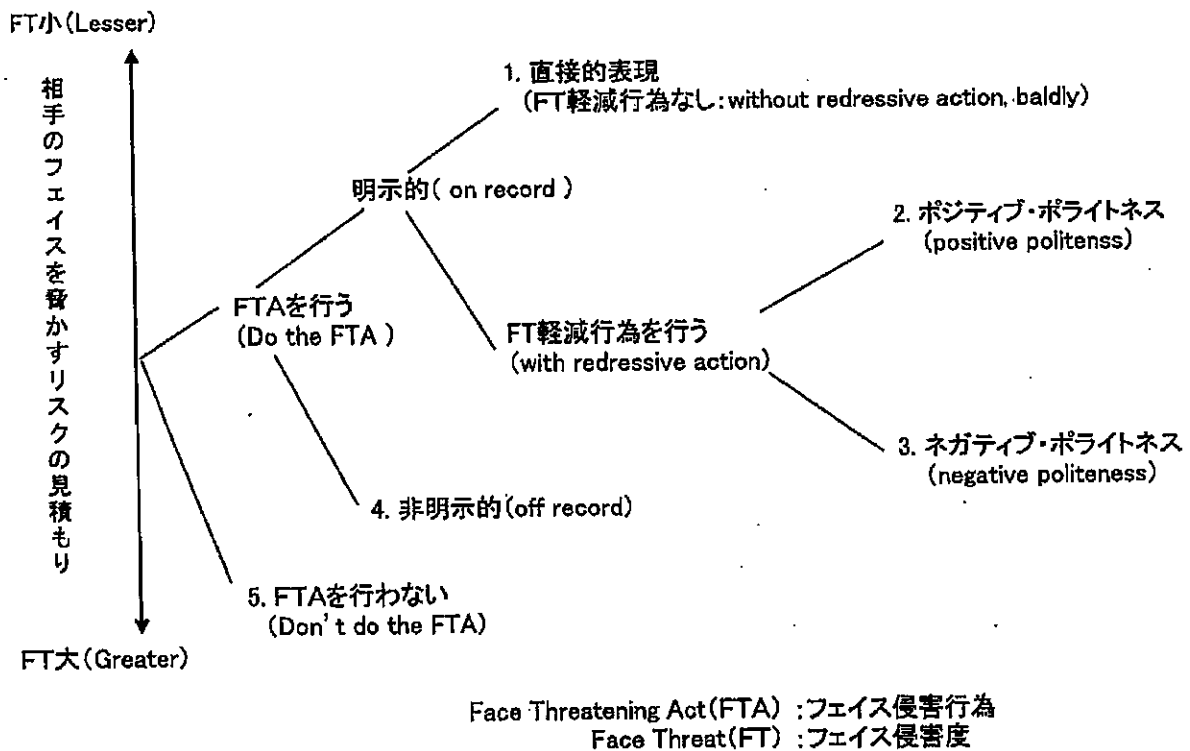 FT小(Lesser)
相手のフェイスを脅かすリスクの見積もり
1. 直接的表現
(FT軽減行為なし:without redressive action, baldly)
明示的( on record )
2. ポジティブ・ポライトネス
(positive politenss)
FTAを行う
(Do the FTA )
FT軽減行為を行う
(with redressive action)
3. ネガティブ・ポライトネス
(negative politeness)
4. 非明示的(off record)
5. FTAを行わない
(Don't do the FTA)
FT大(Greater)
Face Threatening Act(FTA) :フェイス侵害行為
Face Threat(FT) :フェイス侵害度